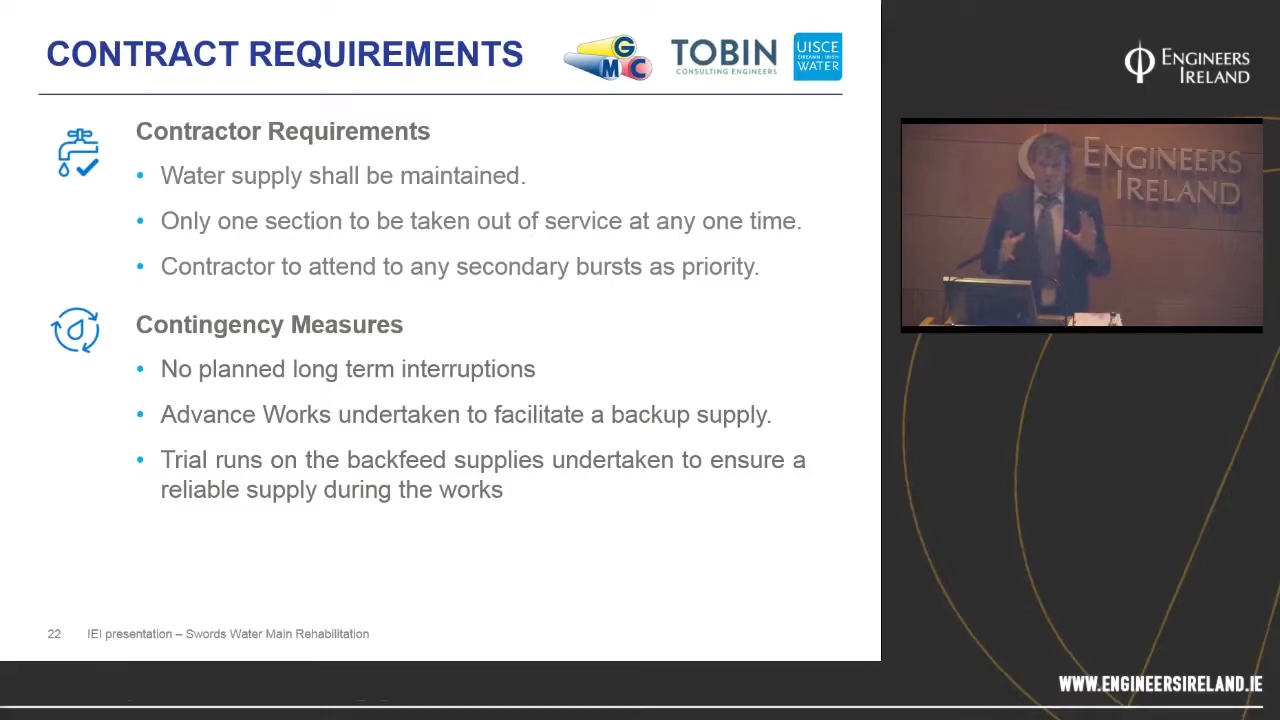 CONTRACT REQUIREMENTS
GMC
TOBIN
CONSULTING ENGINEERS
UISCE
ÉIREANN : IRISH
WATER
ENGINEERS
IRELAND
Contractor Requirements
• Water supply shall be maintained.
• Only one section to be taken out of service at any one time.
• Contractor to attend to any secondary bursts as priority.
ENGINEERS
IRELAND
Contingency Measures
• No planned long term interruptions
• Advance Works undertaken to facilitate a backup supply.
• Trial runs on the backfeed supplies undertaken to ensure a
reliable supply during the works
22 IEI presentation – Swords Water Main Rehabilitation
WWW.ENGINEERSIRELAND.IE